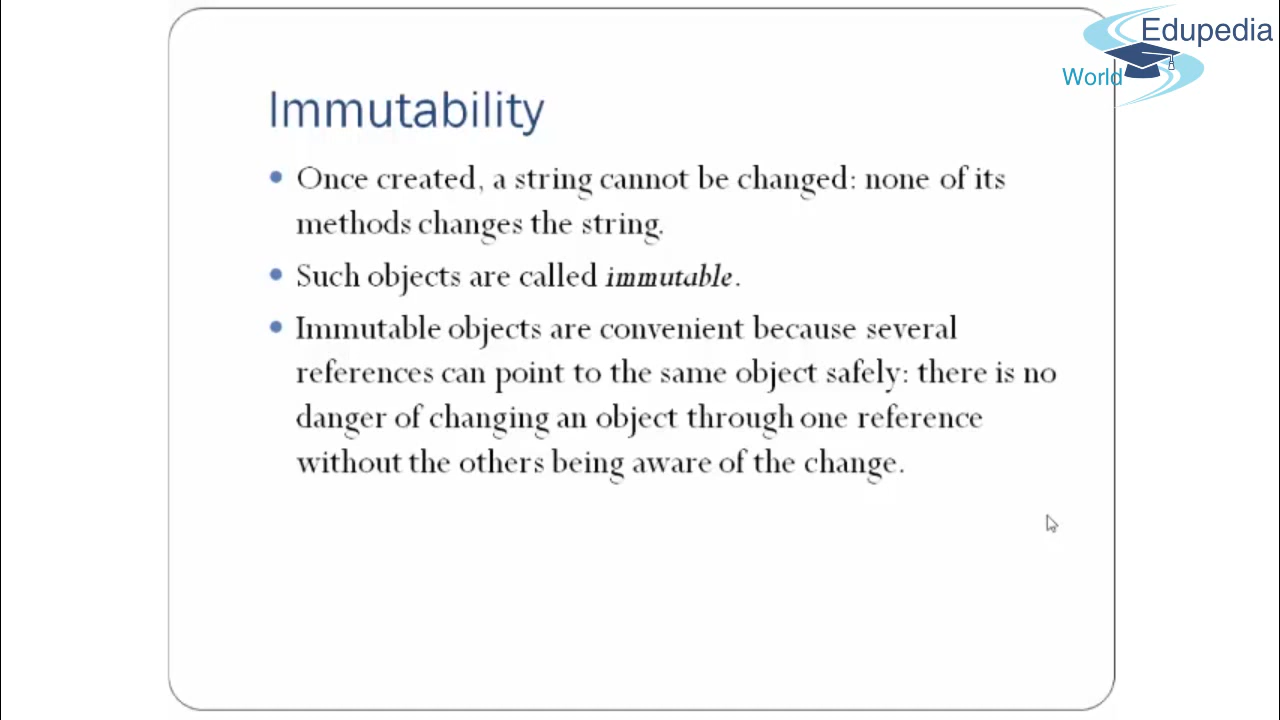 Edupedia
World
Immutability
• Once created, a string cannot be changed: none of its
methods changes the string.
• Such objects are called immutable.
• Immutable objects are convenient because several
references can point to the same object safely: there is no
danger of changing an object through one reference
without the others being aware of the change.